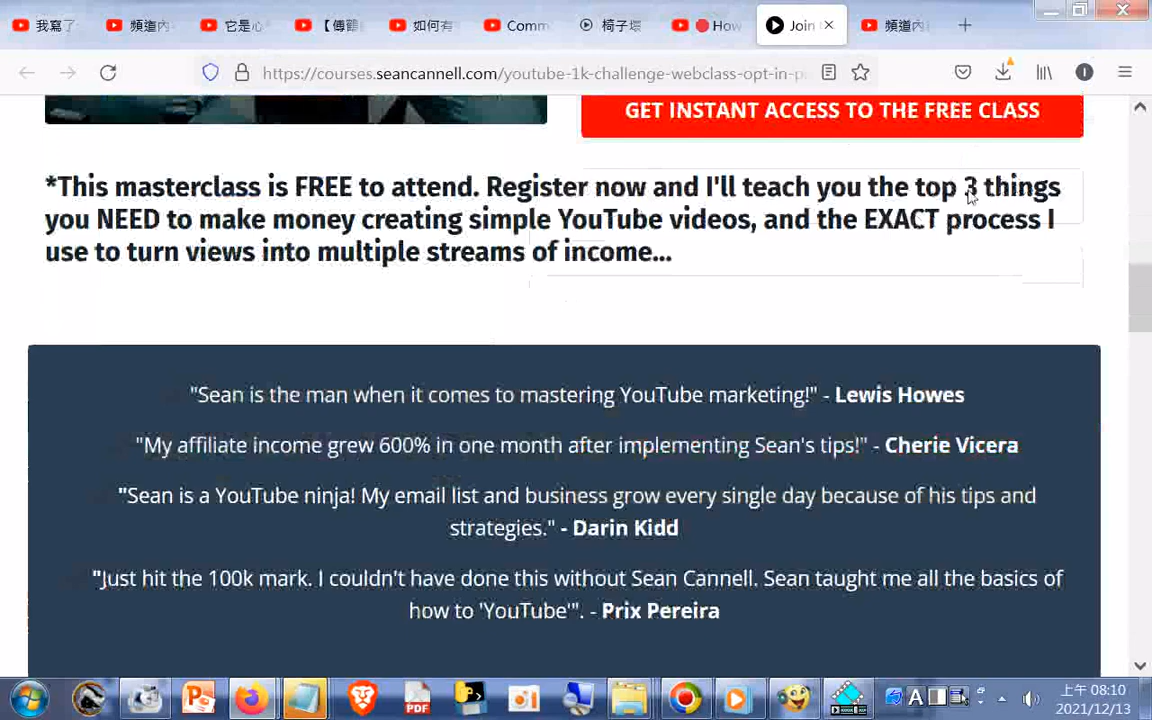 我寫了
頻道內
它是心
如何有
Comm
椅子環
How
Join
頻道內
https://courses.seancannell.com/youtube-1k-challenge-webclass-opt-in-p
GET INSTANT ACCESS TO THE FREE CLASS
*This masterclass is FREE to attend. Register now and I'll teach you the top 3 things
you NEED to make money creating simple YouTube videos, and the EXACT process I
use to turn views into multiple streams of income...
"Sean is the man when it comes to mastering YouTube marketing!" - Lewis Howes
"My affiliate income grew 600% in one month after implementing Sean's tips!" - Cherie Vicera
"Sean is a YouTube ninja! My email list and business grow every single day because of his tips and
strategies." - Darin Kidd
"Just hit the 100k mark. I couldn't have done this without Sean Cannell. Sean taught me all the basics of
how to 'YouTube'". - Prix Pereira
PDF
A
上午 08:10
2021/12/13